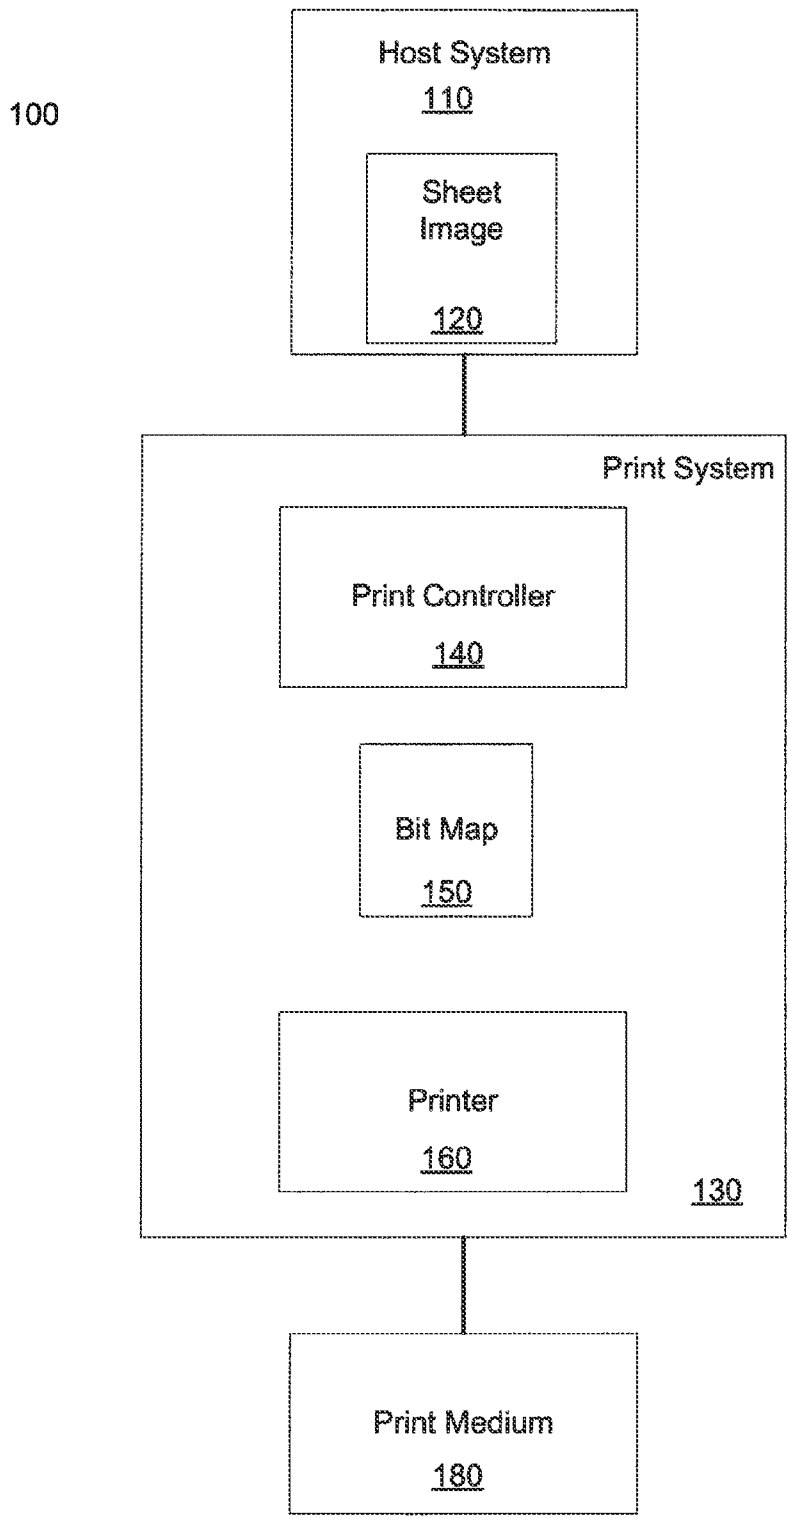 Host System
110
100
Sheet
Image
120
Print System
Print Controller
140
Bit Map
150
Printer
160
130
Print Medium
180